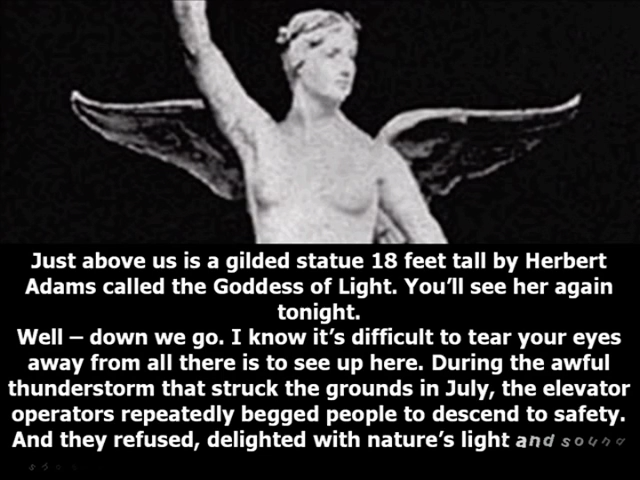 Just above us is a gilded statue 18 feet tall by Herbert
Adams called the Goddess of Light. You’ll see her again
tonight.
Well – down we go. I know it’s difficult to tear your eyes
away from all there is to see up here. During the awful
thunderstorm that struck the grounds in July, the elevator
operators repeatedly begged people to descend to safety.
And they refused, delighted with nature’s light and sound